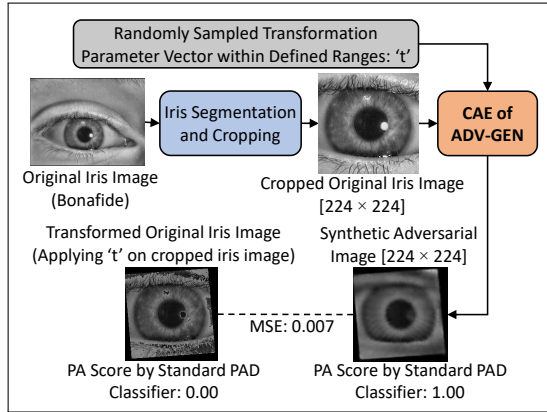 Randomly Sampled Transformation
Parameter Vector within Defined Ranges: ‘t’
Iris Segmentation
and Cropping
CAE of
ADV-GEN
Original Iris Image
(Bonafide)
Cropped Original Iris Image
[224 × 224]
Transformed Original Iris Image
(Applying ‘t’ on cropped iris image)
Synthetic Adversarial
Image [224 × 224]
MSE: 0.007
PA Score by Standard PAD
Classifier: 0.00
PA Score by Standard PAD
Classifier: 1.00